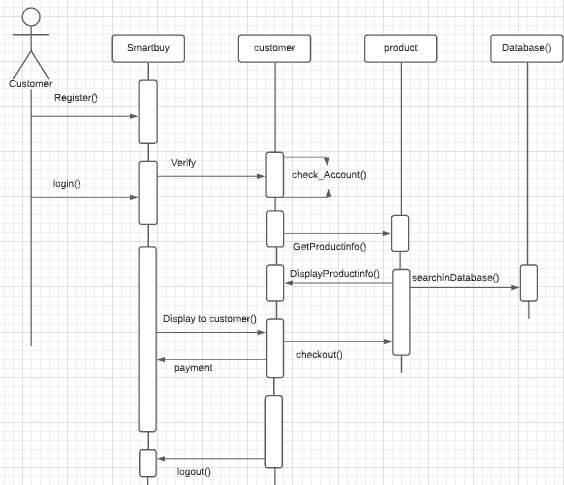 Smartbuy
customer
product
Database()
Customer
Register()
Verify
check_Account()
login()
GetProductinfo()
DisplayProductinfo()
searchinDatabase()
Display to customer()
checkout()
payment
logout()